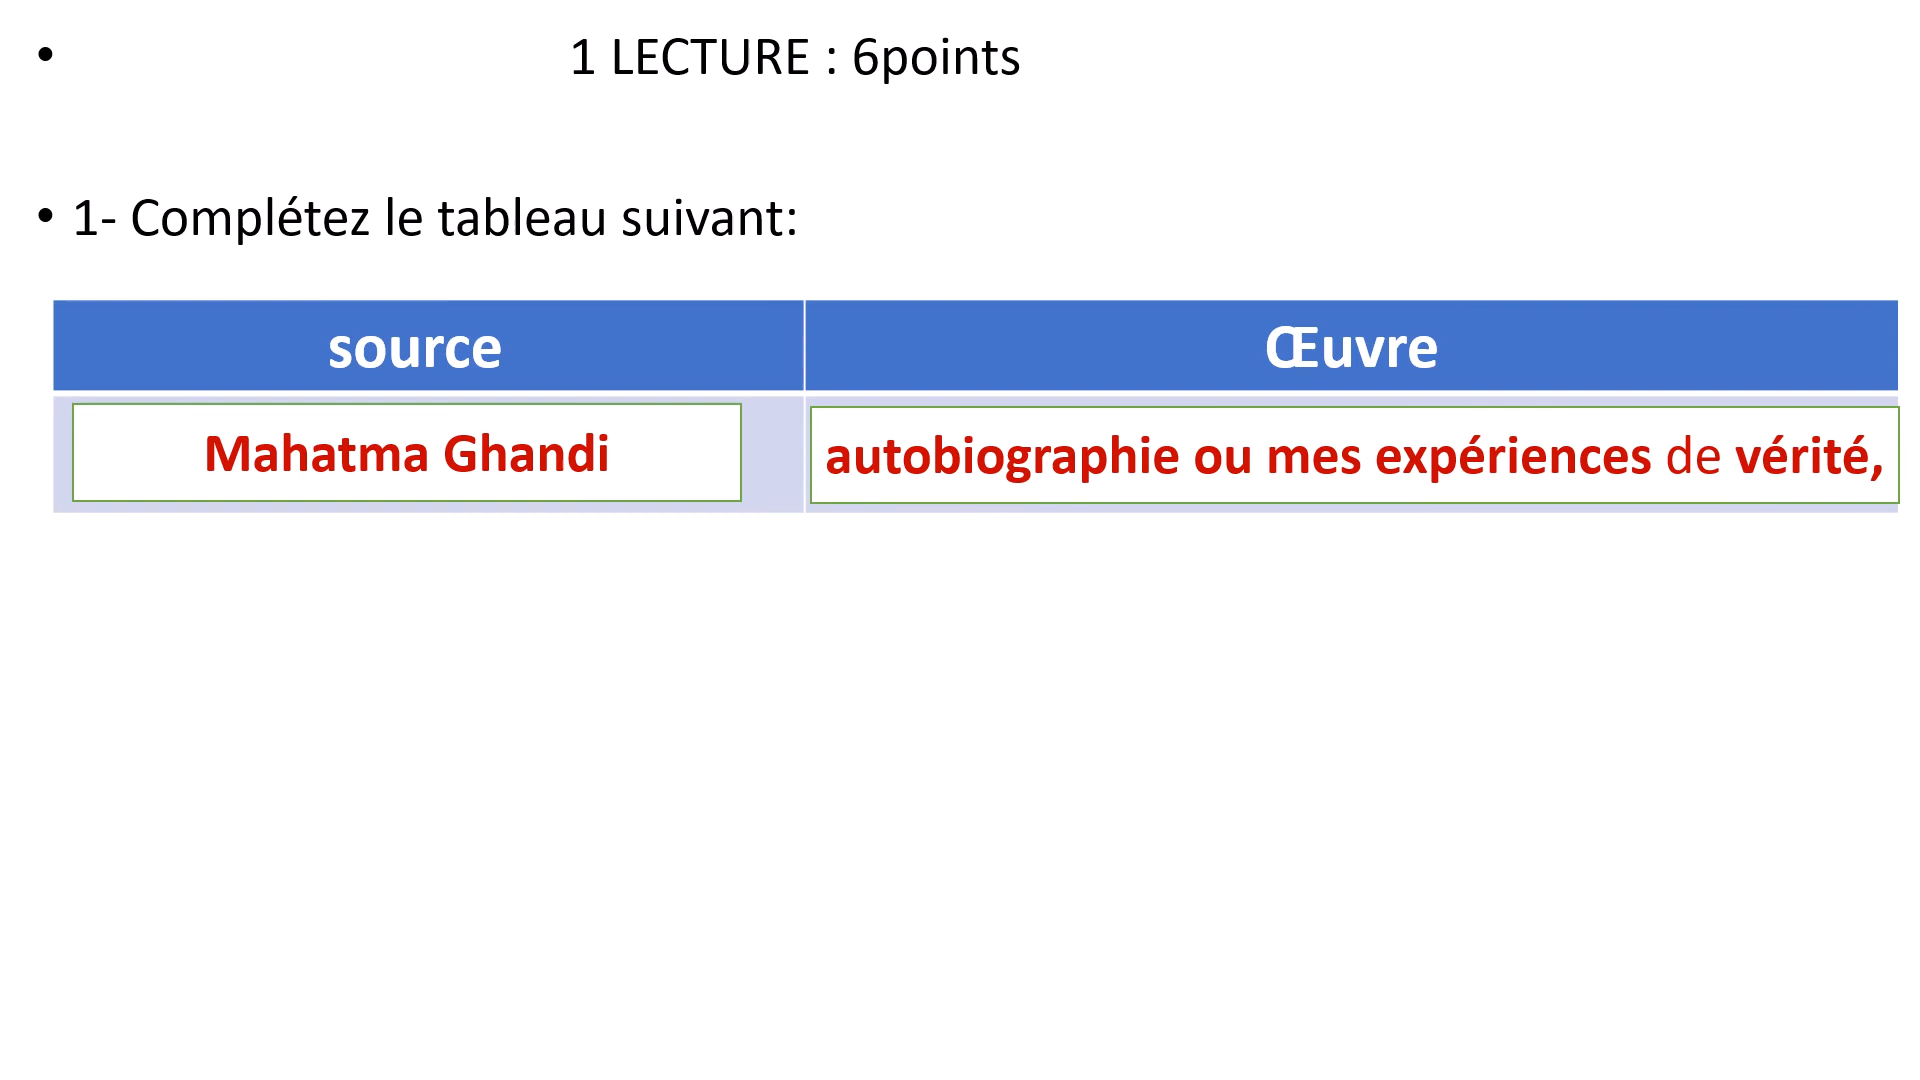 • 1 LECTURE : 6points
• 1- Complétez le tableau suivant:
source Œuvre
Mahatma Ghandi autobiographie ou mes expériences de vérité,